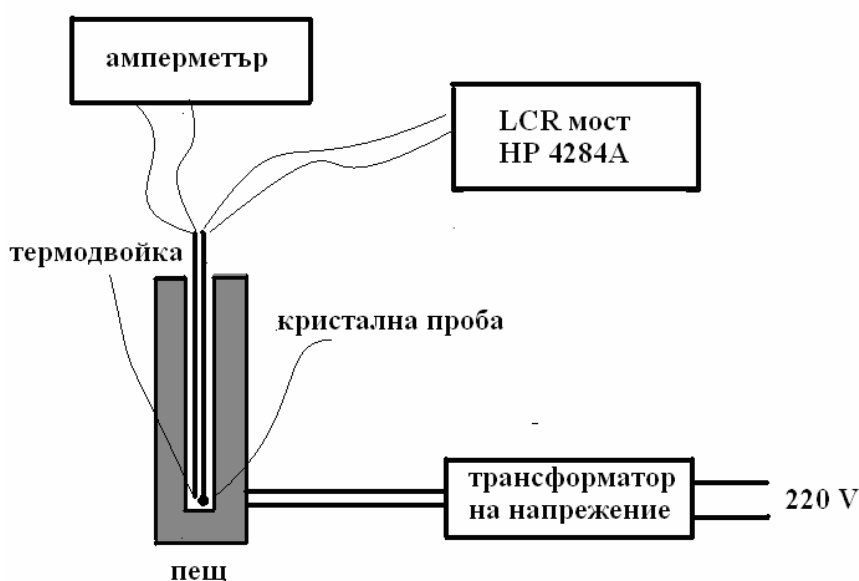 амперметър
LCR мост
HP 4284A
термодвойка
кристална проба
трансформатор
на напрежение
220 V
пещ